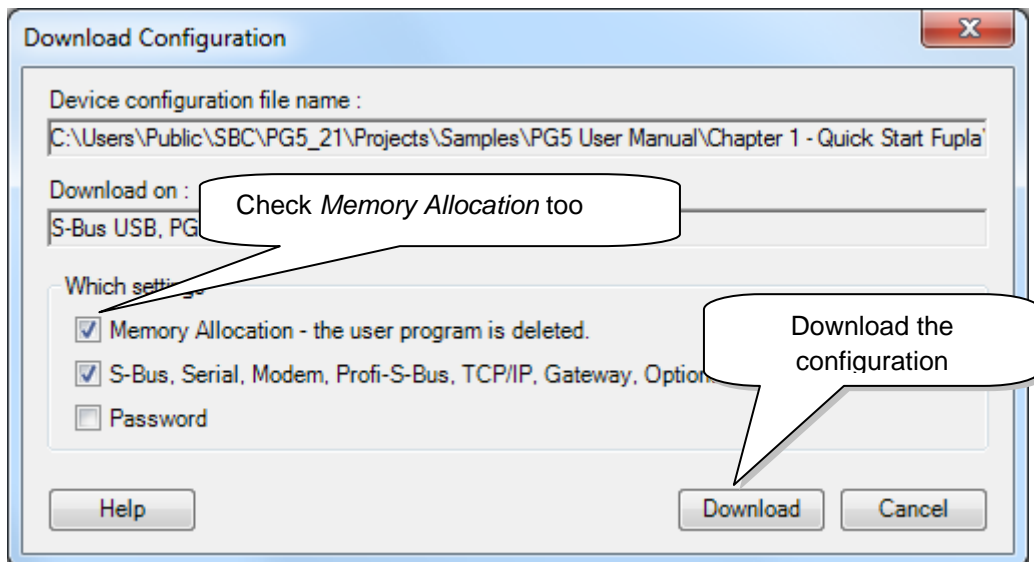 Download Configuration
Device configuration file name :
C:\Users\Public\SBC\PG5_21\Projects\Samples\PG5 User Manual\Chapter 1 - Quick Start Fupla
Download on :
Check Memory Allocation too
S-Bus USB, PG
Which settings
Memory Allocation - the user program is deleted.
Download the
configuration
S-Bus, Serial, Modem, Profi-S-Bus, TCP/IP, Gateway, Option
Password
Help
Download
Cancel